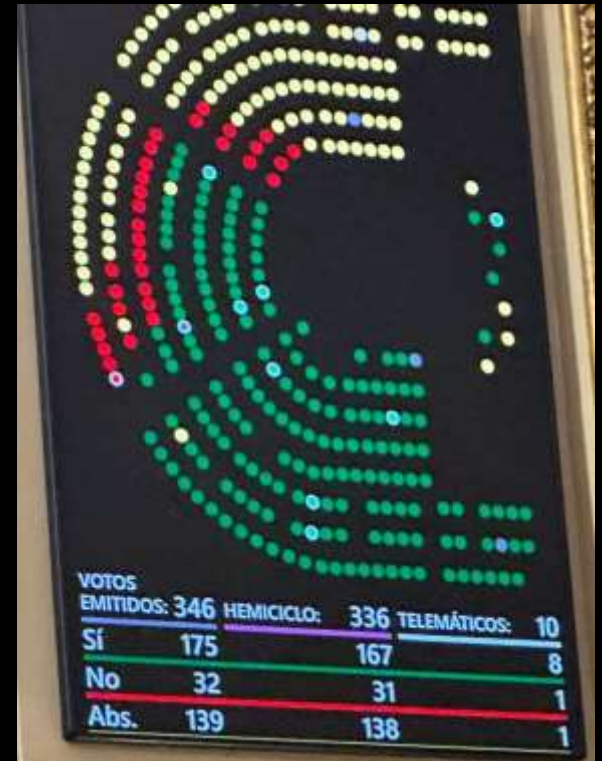 VOTOS
EMITIDOS: 346 HEMICICLO: 336 TELEMÁTICOS: 10
Sí 175 167 8
No 32 31 1
Abs. 139 138 1